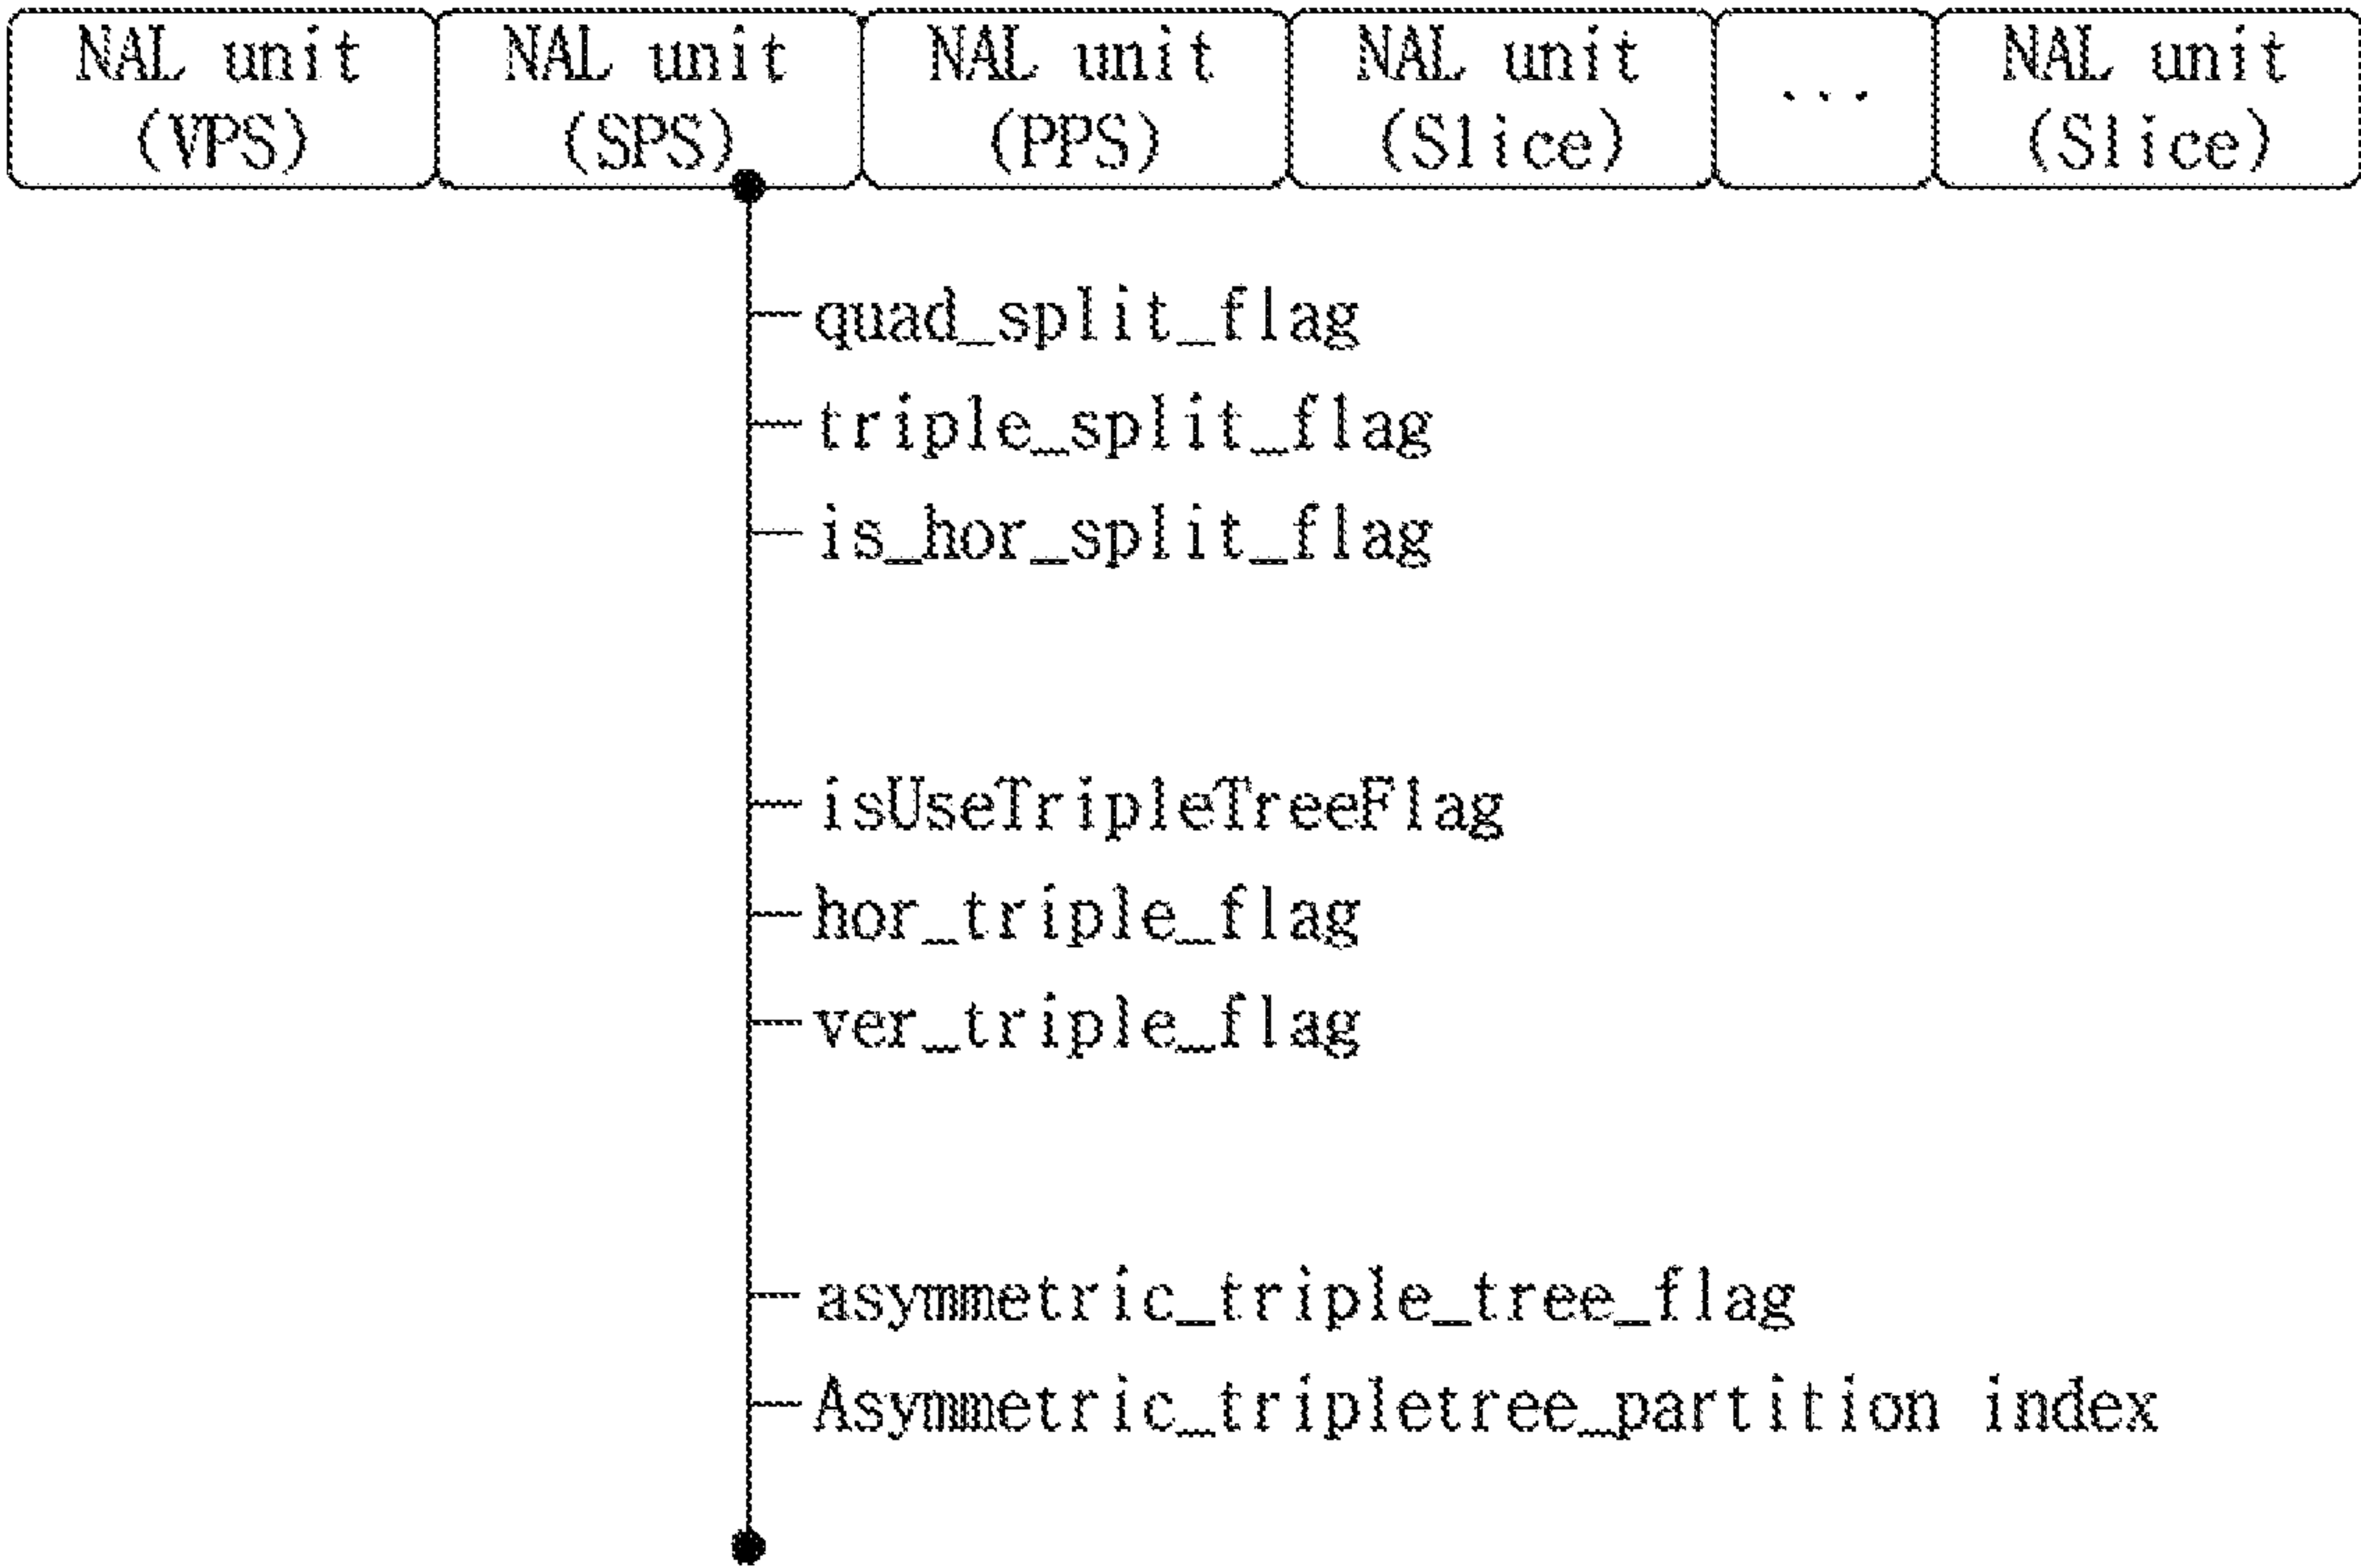 NAL unit
(VPS)
NAL unit
(SPS)
NAL unit
(PPS)
NAL unit
(Slice)
...
NAL unit
(Slice)
quad_split_flag
triple_split_flag
is_hor_split_flag
isUseTripleTreeFlag
hor_triple_flag
ver_triple_flag
asymmetric_triple_tree_flag
Asymmetric_tripletree_partition index